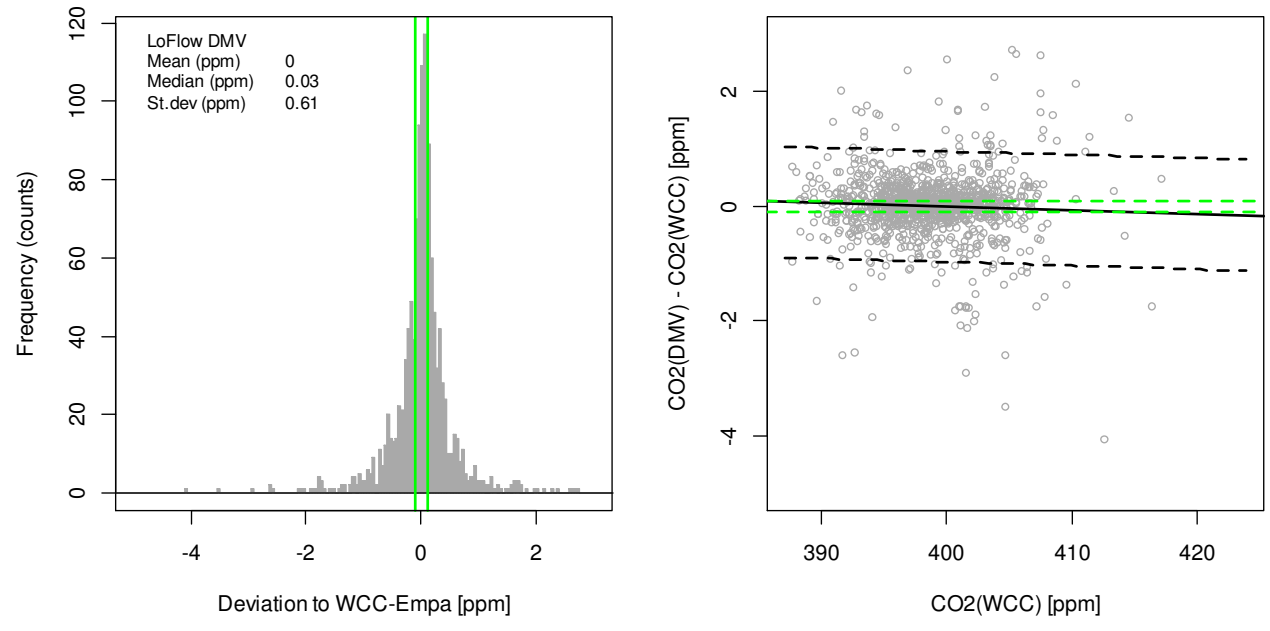 LoFlow DMV
Mean (ppm) 0
Median (ppm) 0.03
St.dev (ppm) 0.61
120
100
80
60
40
20
0
Frequency (counts)
-4 -2 0 2
Deviation to WCC-Empa [ppm]
2
0
-2
-4
CO2(DMV) - CO2(WCC) [ppm]
390 400 410 420
CO2(WCC) [ppm]